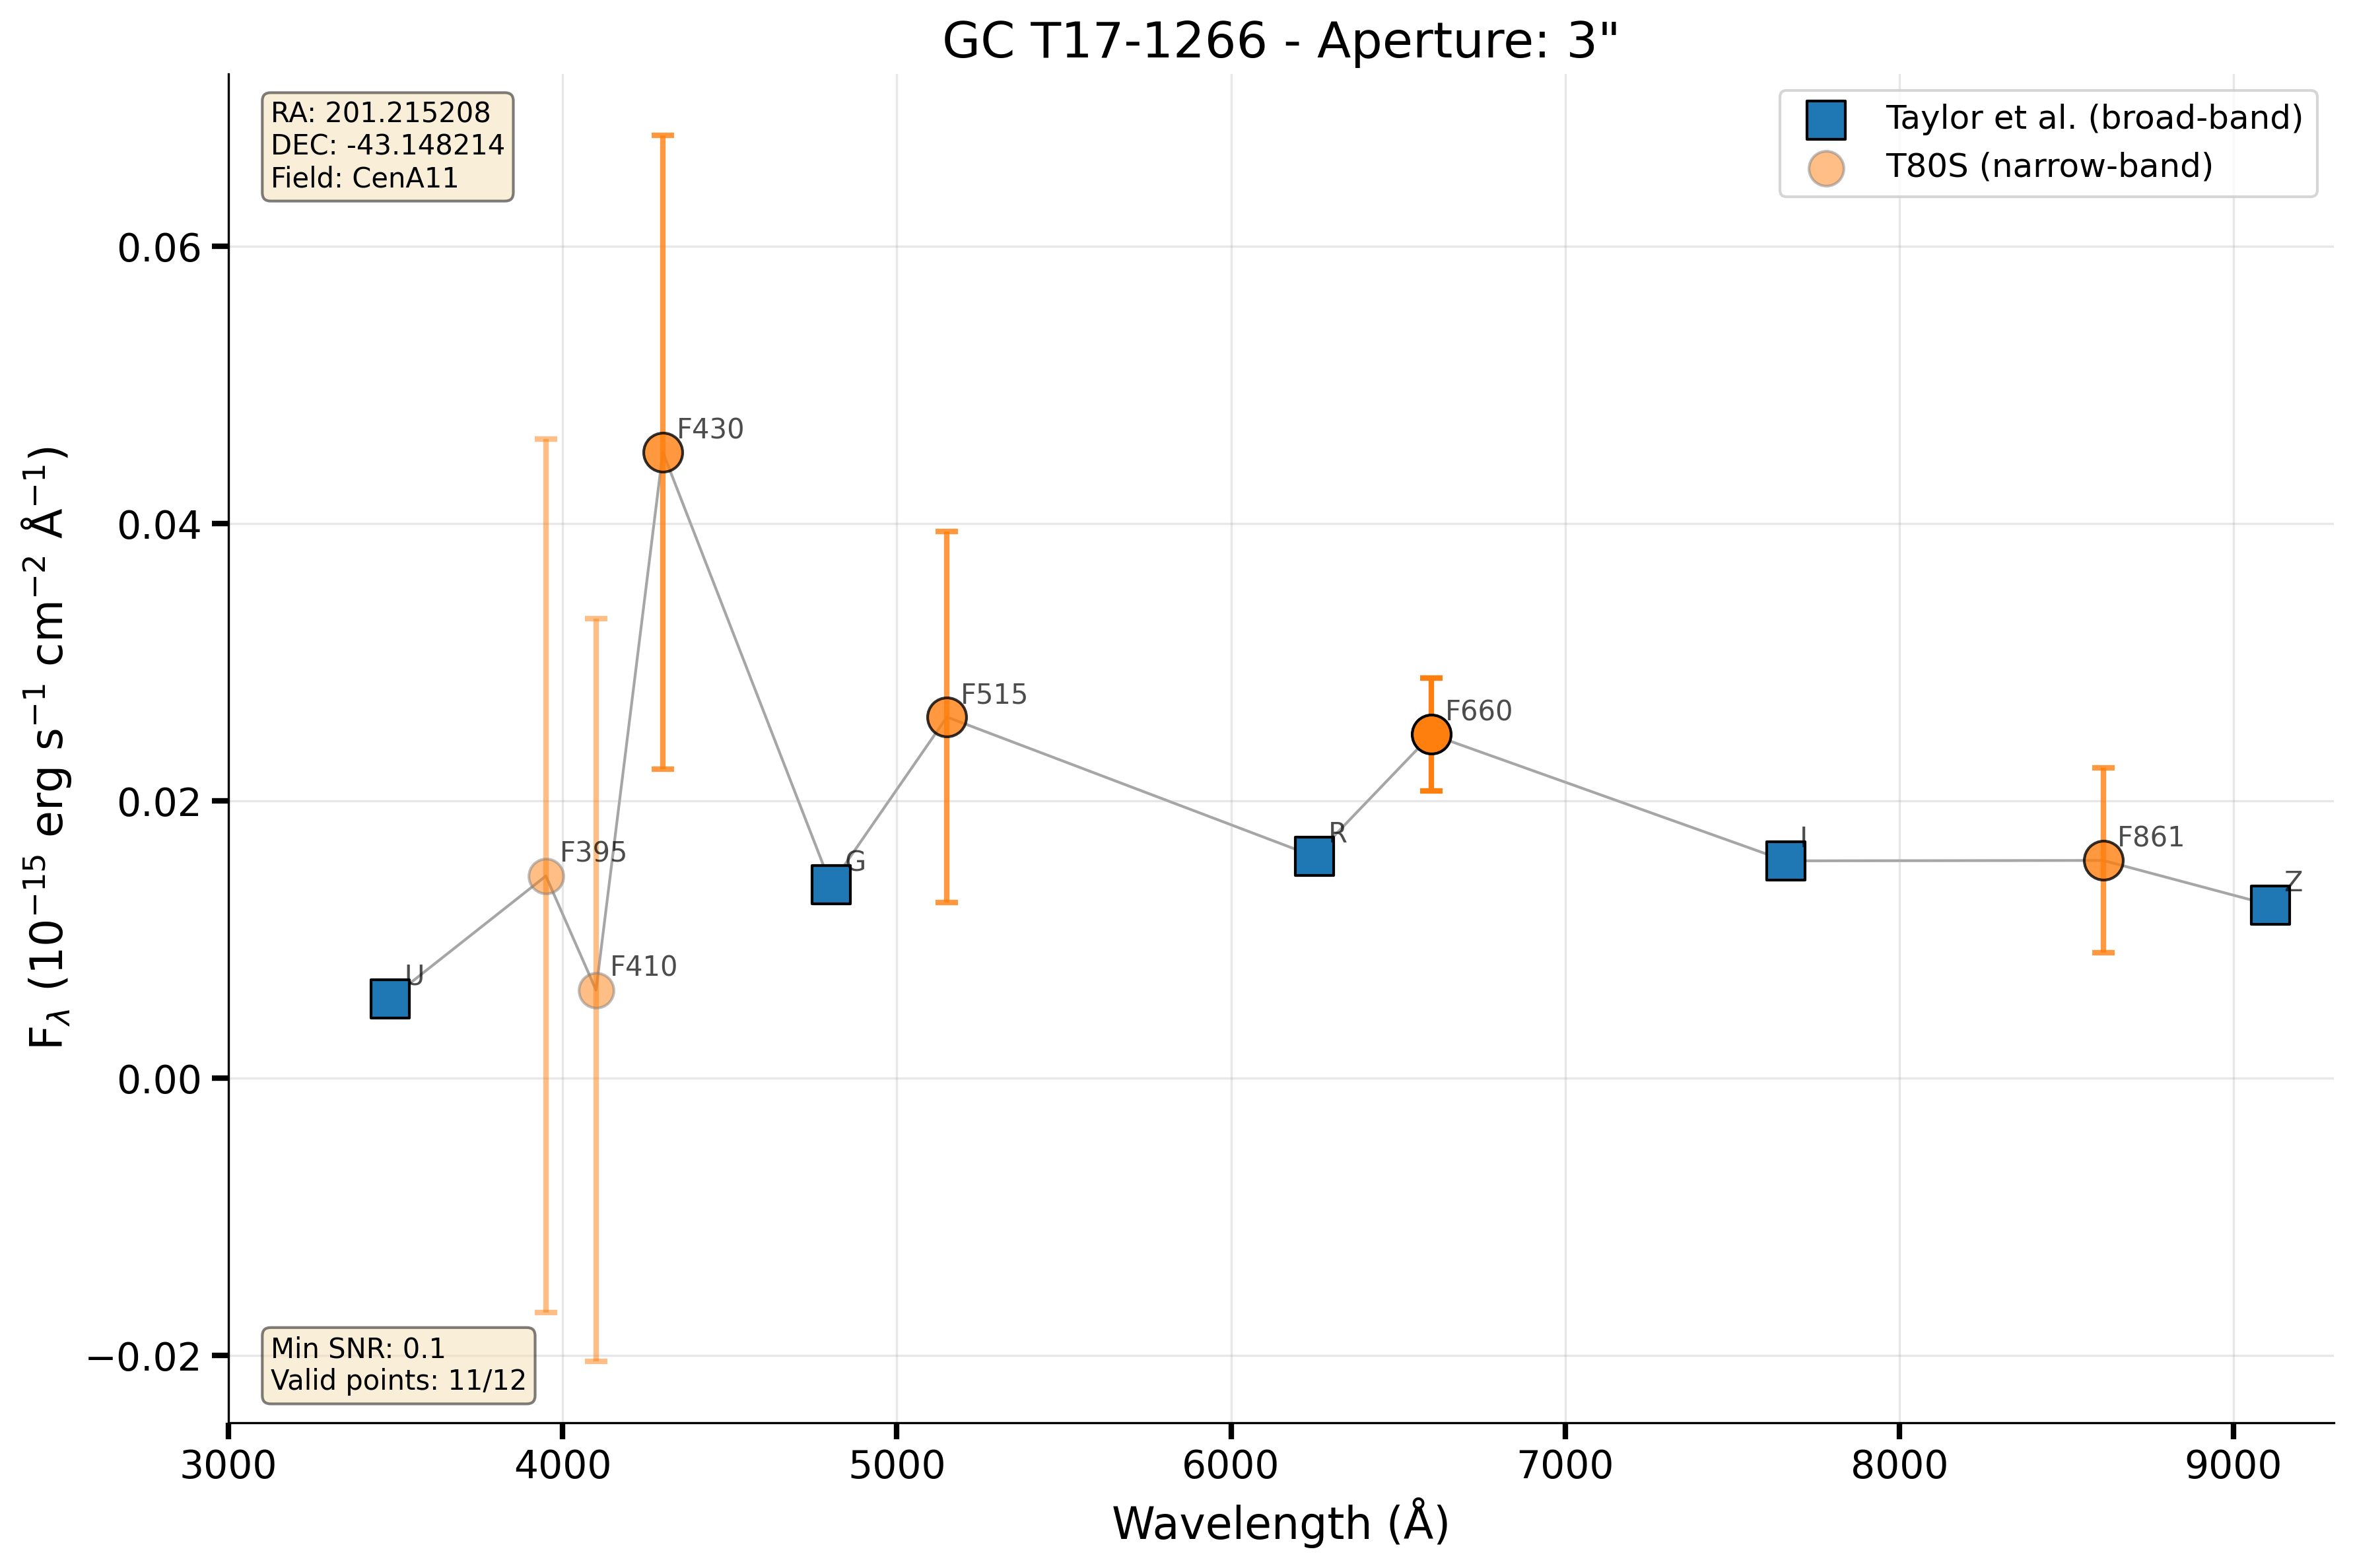 GC T17-1266 - Aperture: 3"
RA: 201.215208
DEC: -43.148214
Field: CenA11
Taylor et al. (broad-band)
T80S (narrow-band)
F_λ (10⁻¹⁵ erg s⁻¹ cm⁻² Å⁻¹)
0.06
0.04
0.02
0.00
−0.02
U
F395
F410
F430
G
F515
R
F660
I
F861
Z
Min SNR: 0.1
Valid points: 11/12
3000 4000 5000 6000 7000 8000 9000
Wavelength (Å)